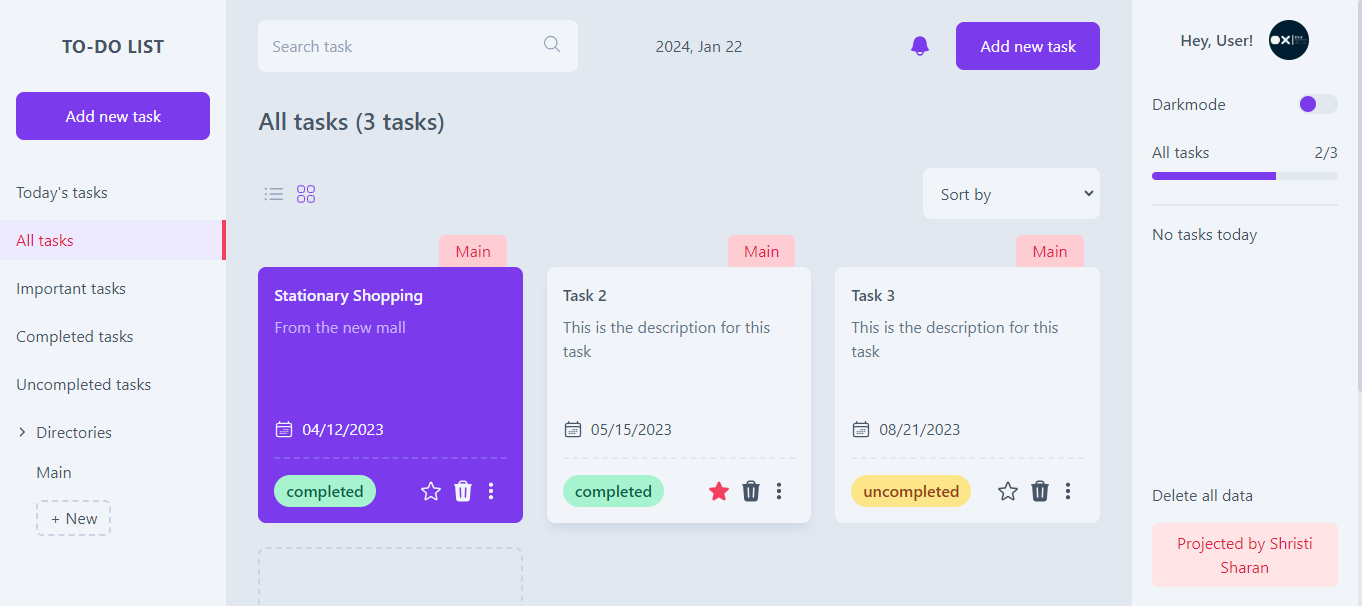 TO-DO LIST
Add new task
Today's tasks
All tasks
Important tasks
Completed tasks
Uncompleted tasks
Directories
Main
+ New
Search task
2024, Jan 22
Add new task
All tasks (3 tasks)
Sort by
Main
Stationary Shopping
From the new mall
04/12/2023
completed
Main
Task 2
This is the description for this
task
05/15/2023
completed
Main
Task 3
This is the description for this
task
08/21/2023
uncompleted
Hey, User!
OX
Darkmode
All tasks 2/3
No tasks today
Delete all data
Projected by Shristi
Sharan